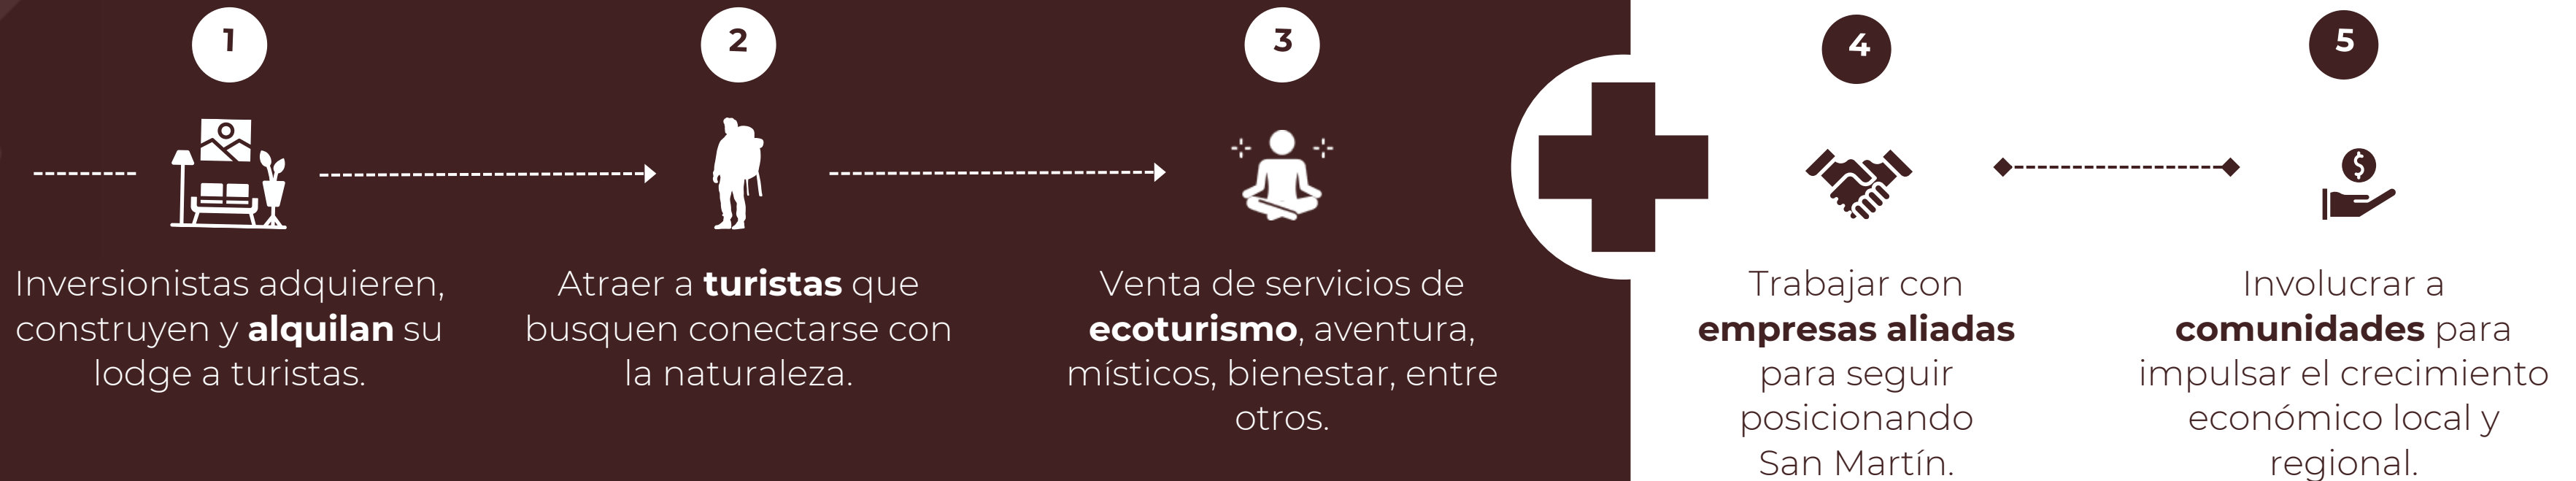 1
Inversionistas adquieren,
construyen y alquilan su
lodge a turistas.
2
Atraer a turistas que
busquen conectarse con
la naturaleza.
3
Venta de servicios de
ecoturismo, aventura,
místicos, bienestar, entre
otros.
4
Trabajar con
empresas aliadas
para seguir
posicionando
San Martín.
5
$
Involucrar a
comunidades para
impulsar el crecimiento
económico local y
regional.